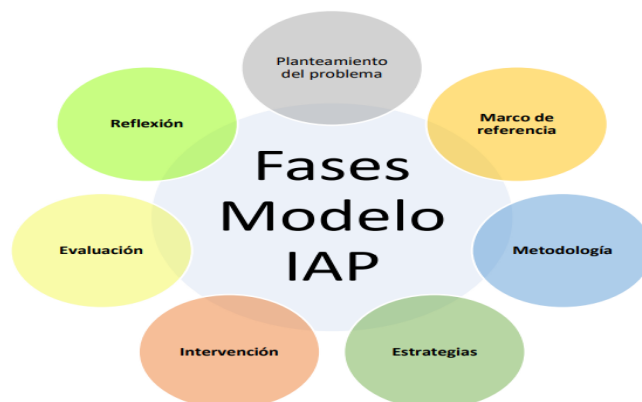 Planteamiento
del problema
Marco de
referencia
Metodología
Estrategias
Intervención
Evaluación
Reflexión
Fases
Modelo
IAP